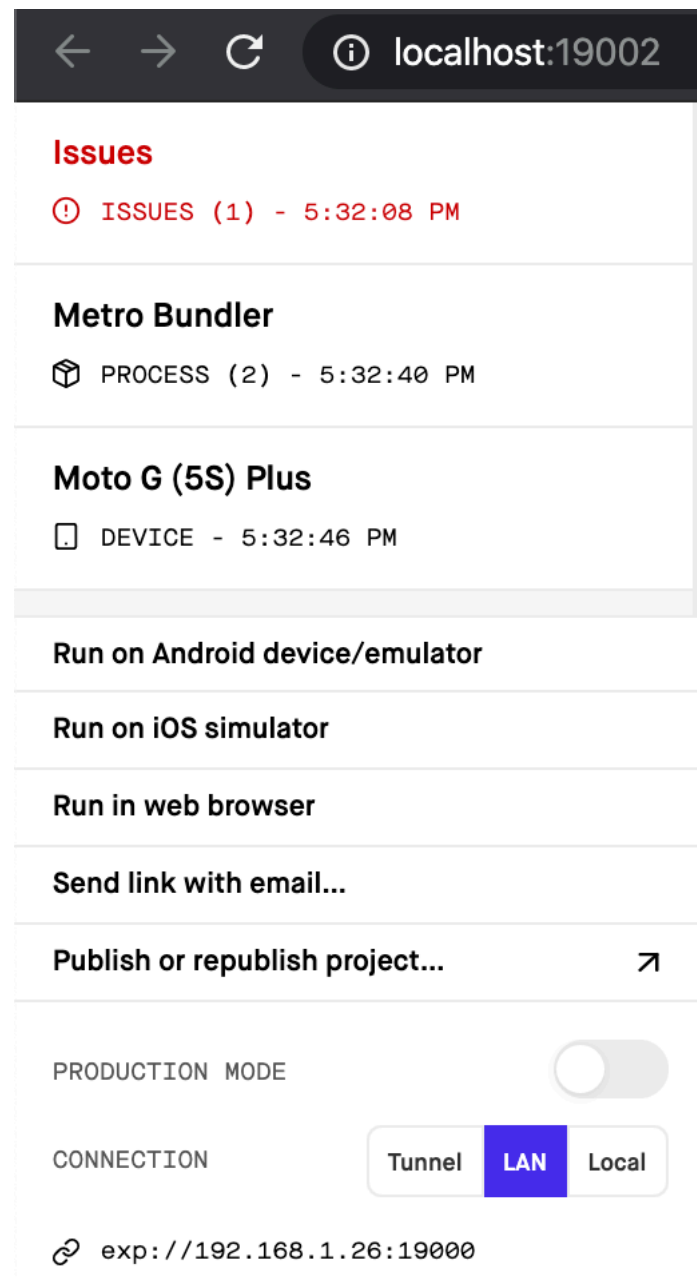 localhost:19002
Issues
ISSUES (1) - 5:32:08 PM
Metro Bundler
PROCESS (2) - 5:32:40 PM
Moto G (5S) Plus
DEVICE - 5:32:46 PM
Run on Android device/emulator
Run on iOS simulator
Run in web browser
Send link with email...
Publish or republish project...
PRODUCTION MODE
CONNECTION Tunnel LAN Local
exp://192.168.1.26:19000